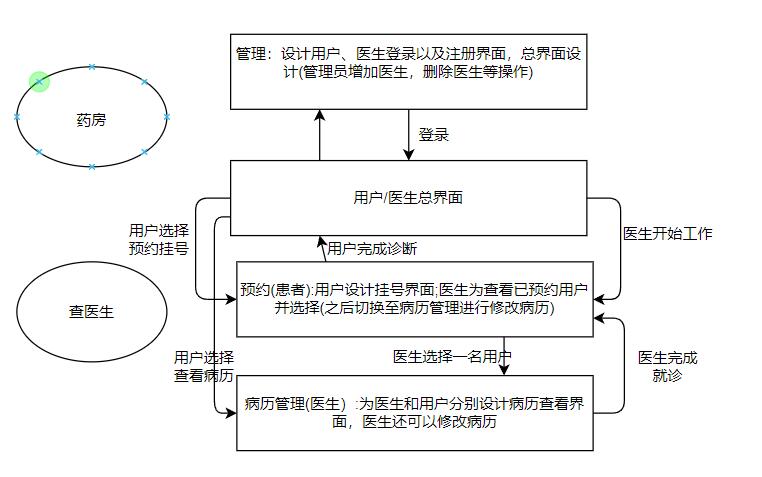 管理：设计用户、医生登录以及注册界面，总界面设
计(管理员增加医生，删除医生等操作)
药房
登录
用户/医生总界面
用户选择
预约挂号
医生开始工作
用户完成诊断
预约(患者):用户设计挂号界面;医生为查看已预约用户
并选择(之后切换至病历管理进行修改病历)
查医生
用户选择
查看病历
医生选择一名用户
医生完成
就诊
病历管理(医生）:为医生和用户分别设计病历查看界
面，医生还可以修改病历